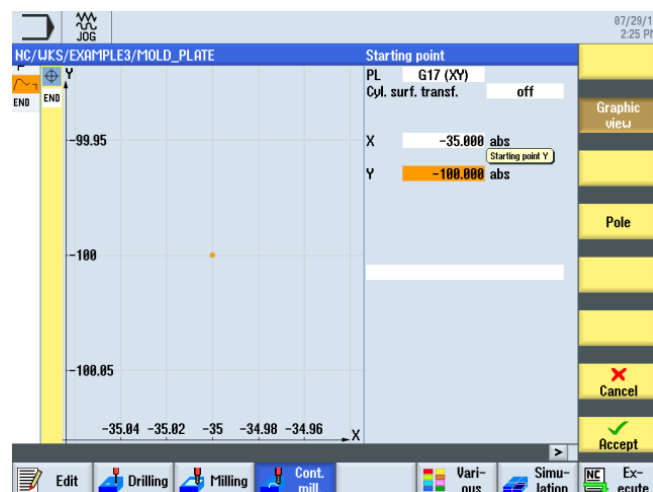 JOG
07/29/1
2:25 PM
NC/WKS/EXAMPLE3/MOLD_PLATE
Starting point
END
END
Y
PL G17 (XY)
Cyl. surf. transf. off
Graphic
view
-99.95
X -35.000 abs
Starting point Y
Y -100.000 abs
Pole
-100
-100.05
-35.04 -35.02 -35 -34.98 -34.96
X
Cancel
Accept
>
Edit
Drilling
Milling
Cont.
mill.
Vari-
ous
Simu-
lation
NC
Ex-
ecute